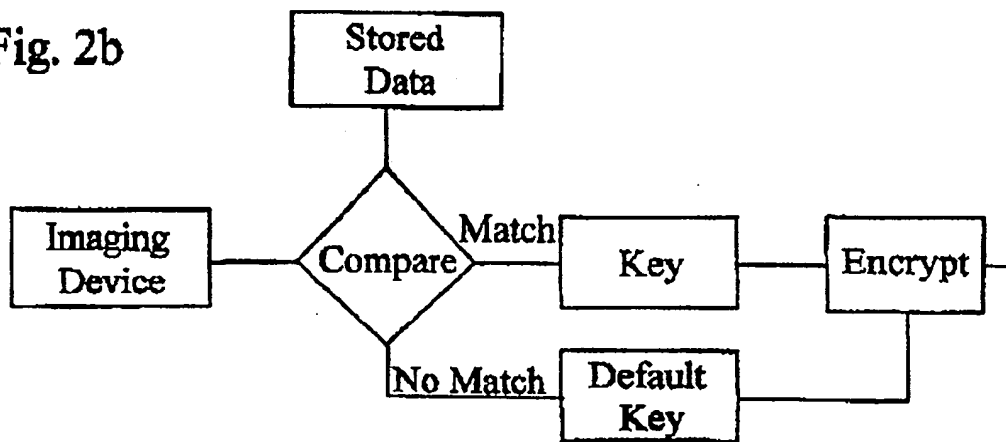 Fig. 2b
Stored
Data
Imaging
Device
Compare
Match
Key
Encrypt
No Match
Default
Key